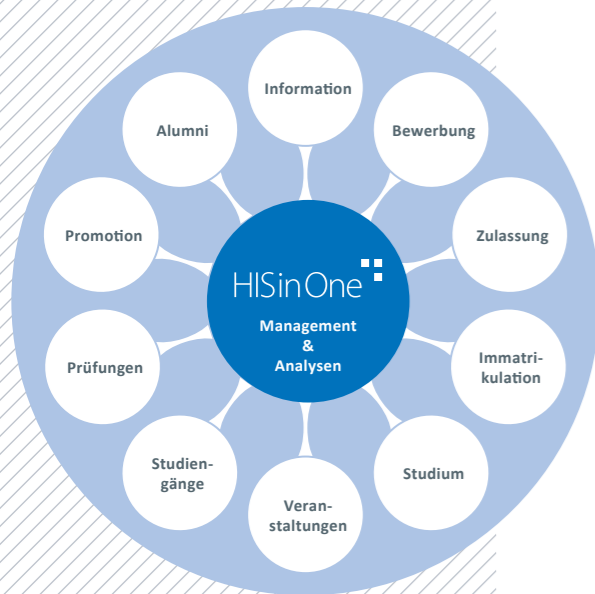 Information
Bewerbung
Zulassung
Immatri-
kulation
Studium
Veran-
staltungen
Studien-
gänge
Prüfungen
Promotion
Alumni
HISinOne
Management
&
Analysen